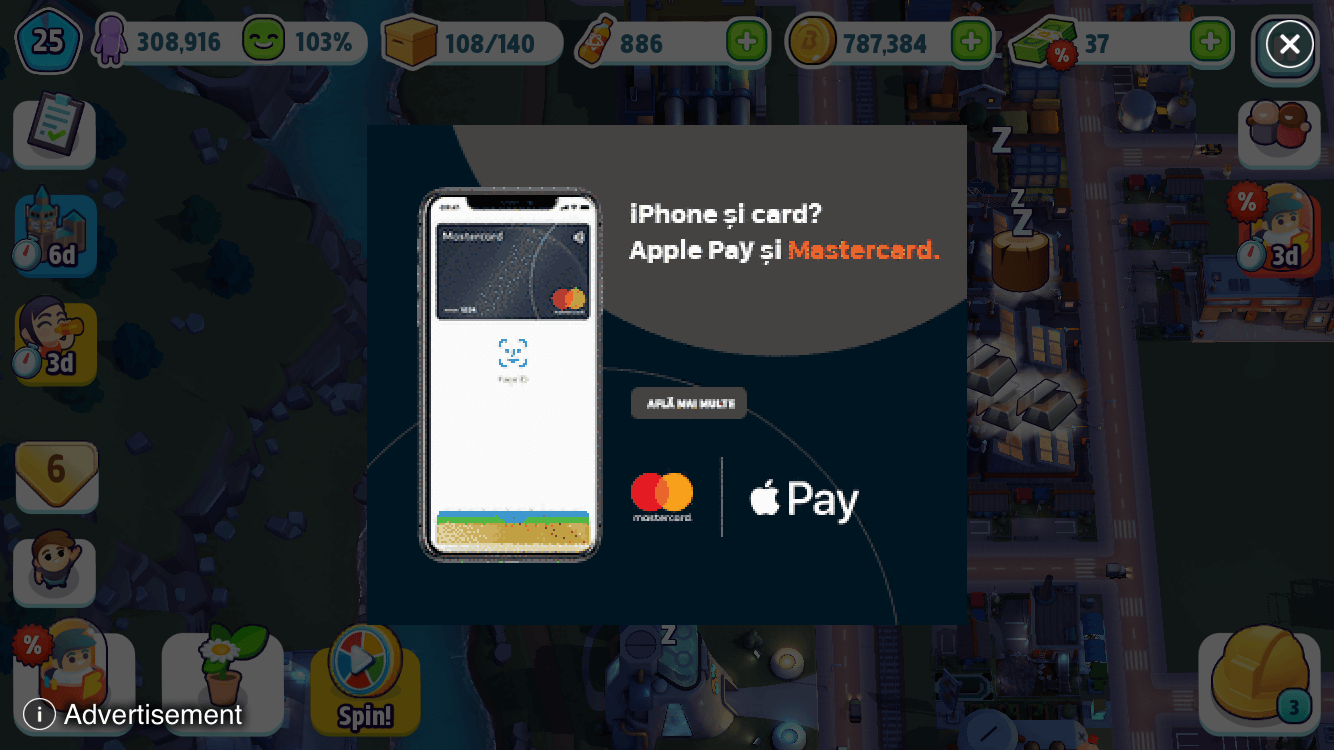 25
308,916
103%
108/140
886
787,384
37
%
6d
3d
6
%
Spin!
Advertisement
iPhone și card?
Apple Pay și Mastercard.
Mastercard
1234
Face ID
AFLĂ MAI MULTE
mastercard.
Pay
Z
Z
Z
Z
Z
%
3d
3